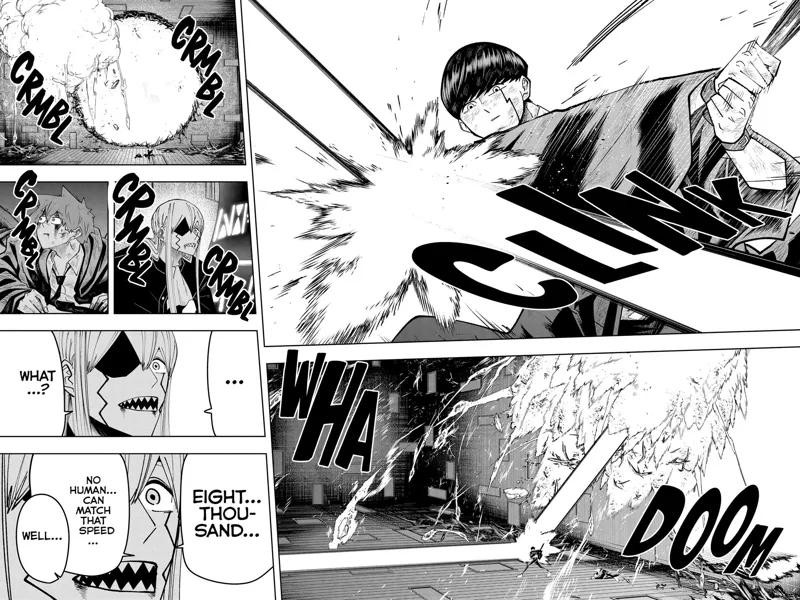 CLINK
WHA
DOOM
CRMBL
CRMBL
CRMBL
CRMBL
CRMBL
...
WHAT
...?
EIGHT...
THOU-
SAND...
NO
HUMAN...
CAN
MATCH
THAT
SPEED
...
WELL...